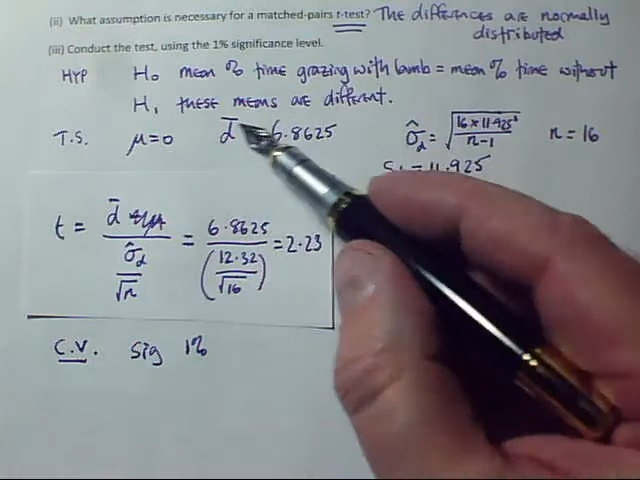 (ii) What assumption is necessary for a matched-pairs t-test? The differences are normally
distributed
(iii) Conduct the test, using the 1% significance level.
HYP H₀ mean % time grazing with lamb = mean % time without
H₁ these means are different.
T.S. μ=0 d̄ = 6.8625 σ̂d = √(16×11.925²/n-1) n = 16
= 11.925
t = d̄ / (σ̂d/√n) = 6.8625 / (12.32/√16) = 2.23
C.V. sig 1%